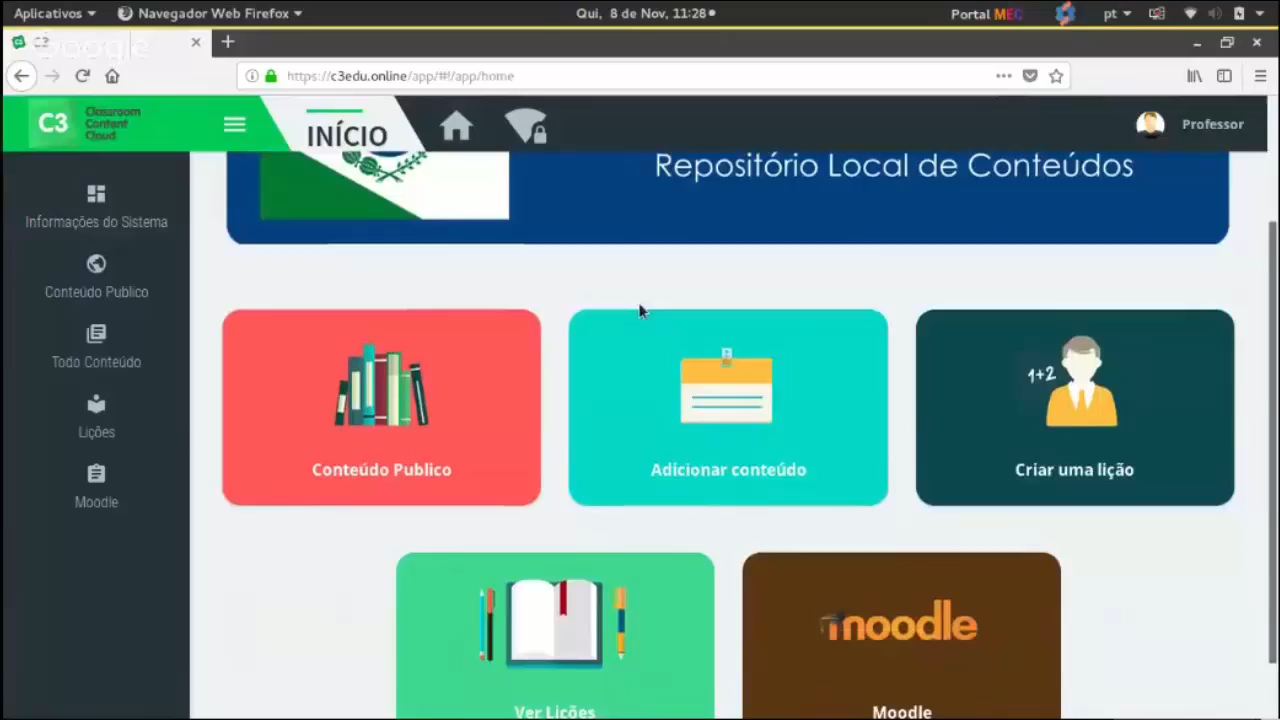 Aplicativos
Navegador Web Firefox
Qui, 8 de Nov, 11:28
Portal MEC
pt
C3
Google
https://c3edu.online/app/#!/app/home
C3
Classroom
Content
Cloud
INÍCIO
Professor
Repositório Local de Conteúdos
Informações do Sistema
Conteúdo Publico
Todo Conteúdo
Lições
Moodle
Conteúdo Publico
Adicionar conteúdo
1+2
Criar uma lição
Ver Lições
moodle
Moodle